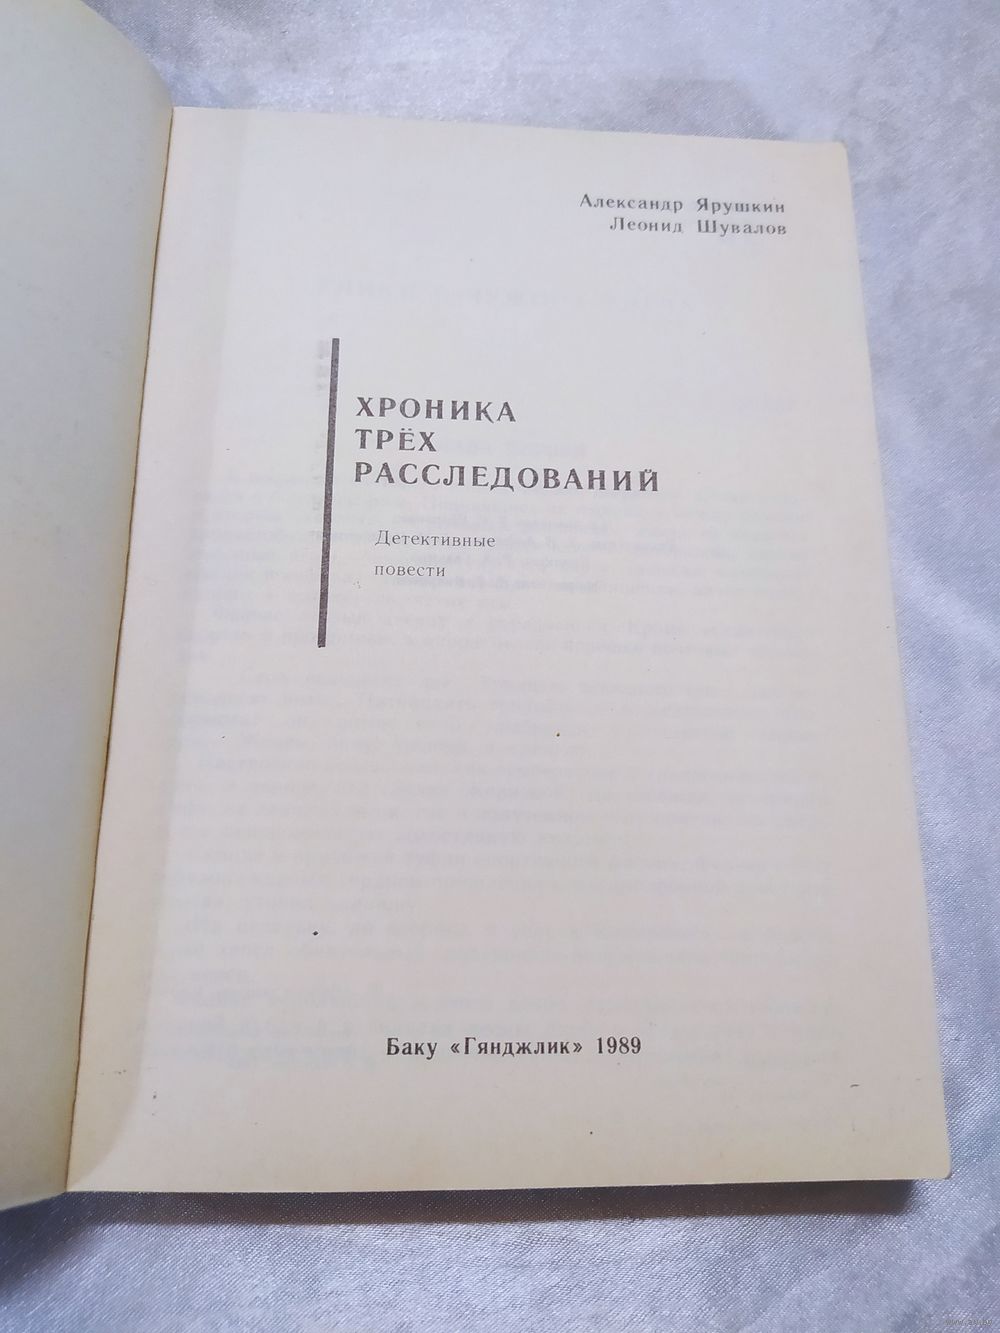 Александр Ярушкин
Леонид Шувалов
ХРОНИКА
ТРЁХ
РАССЛЕДОВАНИЙ
Детективные
повести
Баку «Гянджлик» 1989